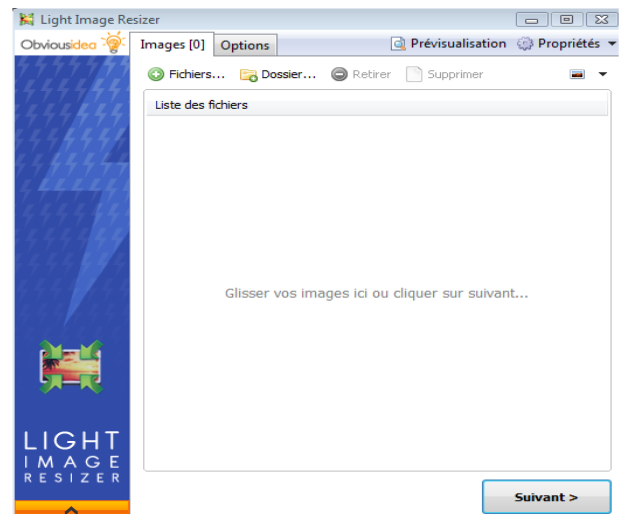 Light Image Resizer
Obviousidea
Images [0] Options Prévisualisation Propriétés
Fichiers... Dossier... Retirer Supprimer
Liste des fichiers
Glisser vos images ici ou cliquer sur suivant...
LIGHT
IMAGE
RESIZER
Suivant >